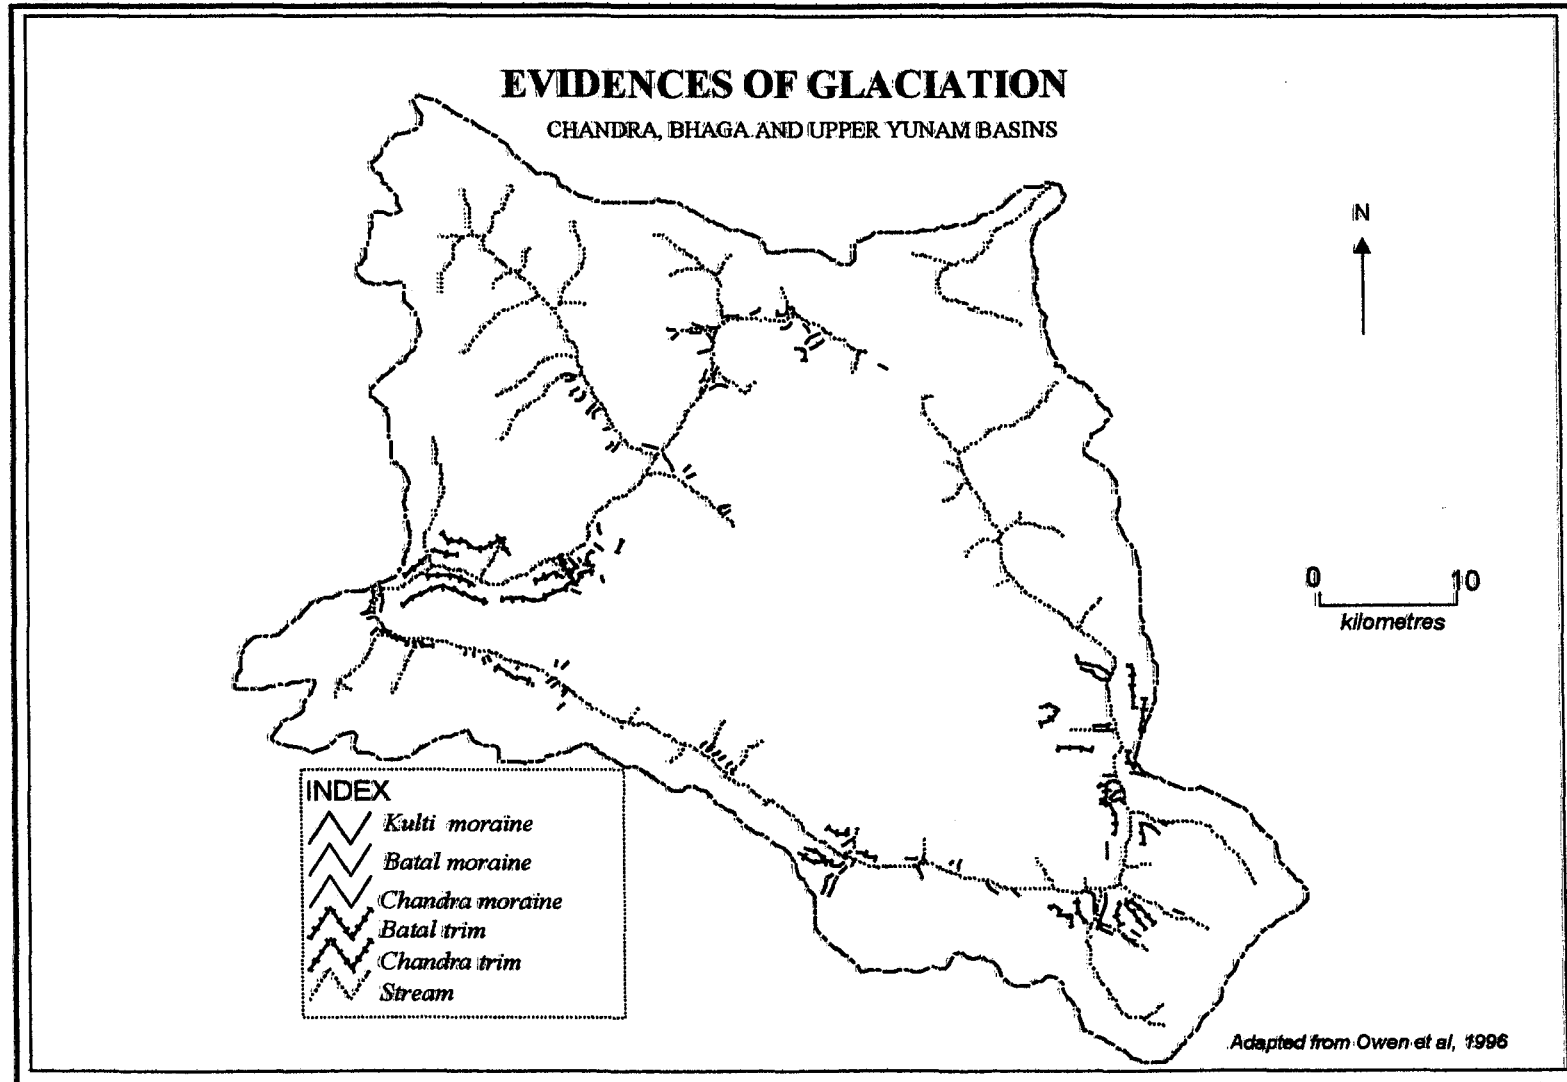 EVIDENCES OF GLACIATION
CHANDRA, BHAGA AND UPPER YUNAM BASINS
N
0 10
kilometres
INDEX
Kulti moraine
Batal moraine
Chandra moraine
Batal trim
Chandra trim
Stream
Adapted from Owen et al, 1996